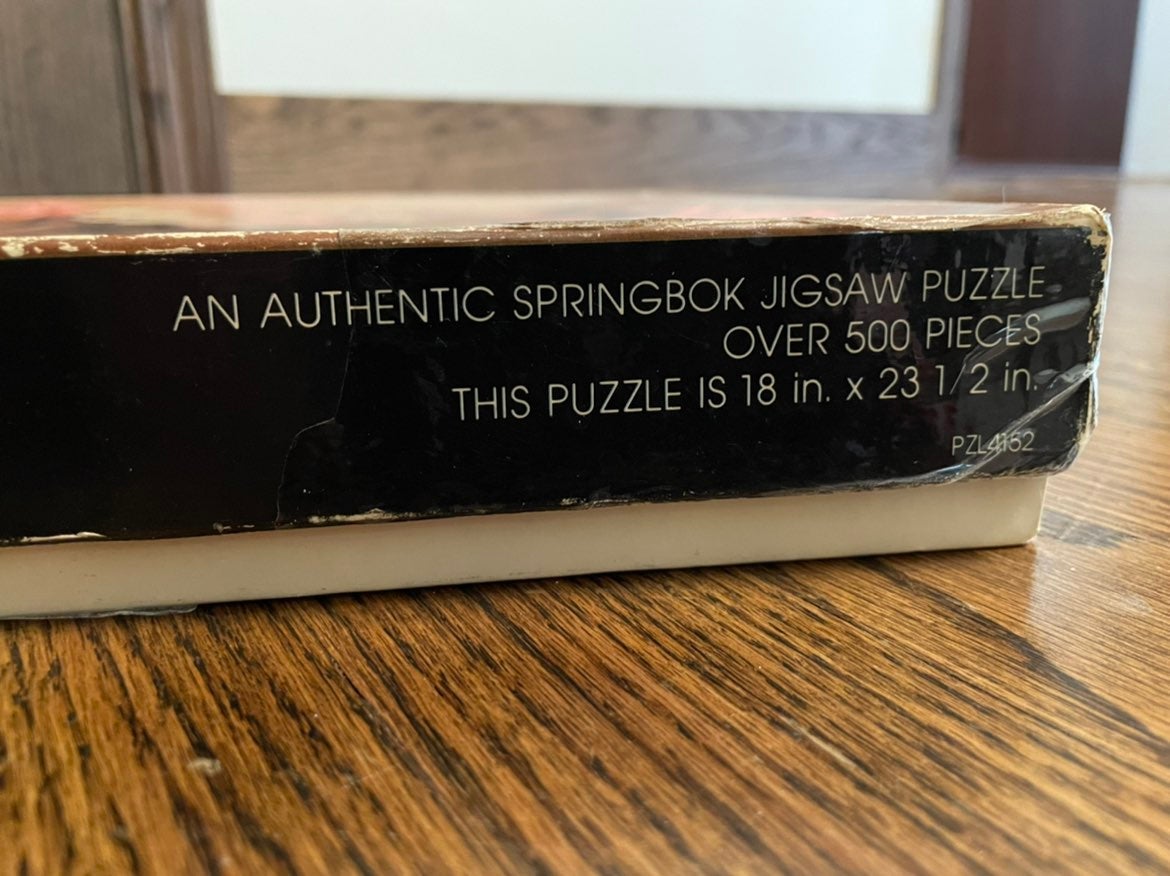 AN AUTHENTIC SPRINGBOK JIGSAW PUZZLE
OVER 500 PIECES
THIS PUZZLE IS 18 in. x 23 1/2 in.
PZL4152